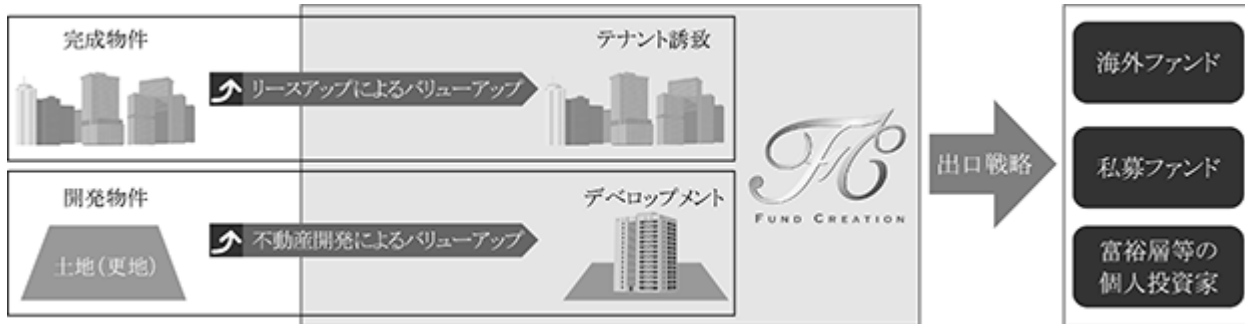 完成物件
リースアップによるバリューアップ
テナント誘致
開発物件
土地(更地)
不動産開発によるバリューアップ
デベロップメント
FC
FUND CREATION
出口戦略
海外ファンド
私募ファンド
富裕層等の
個人投資家